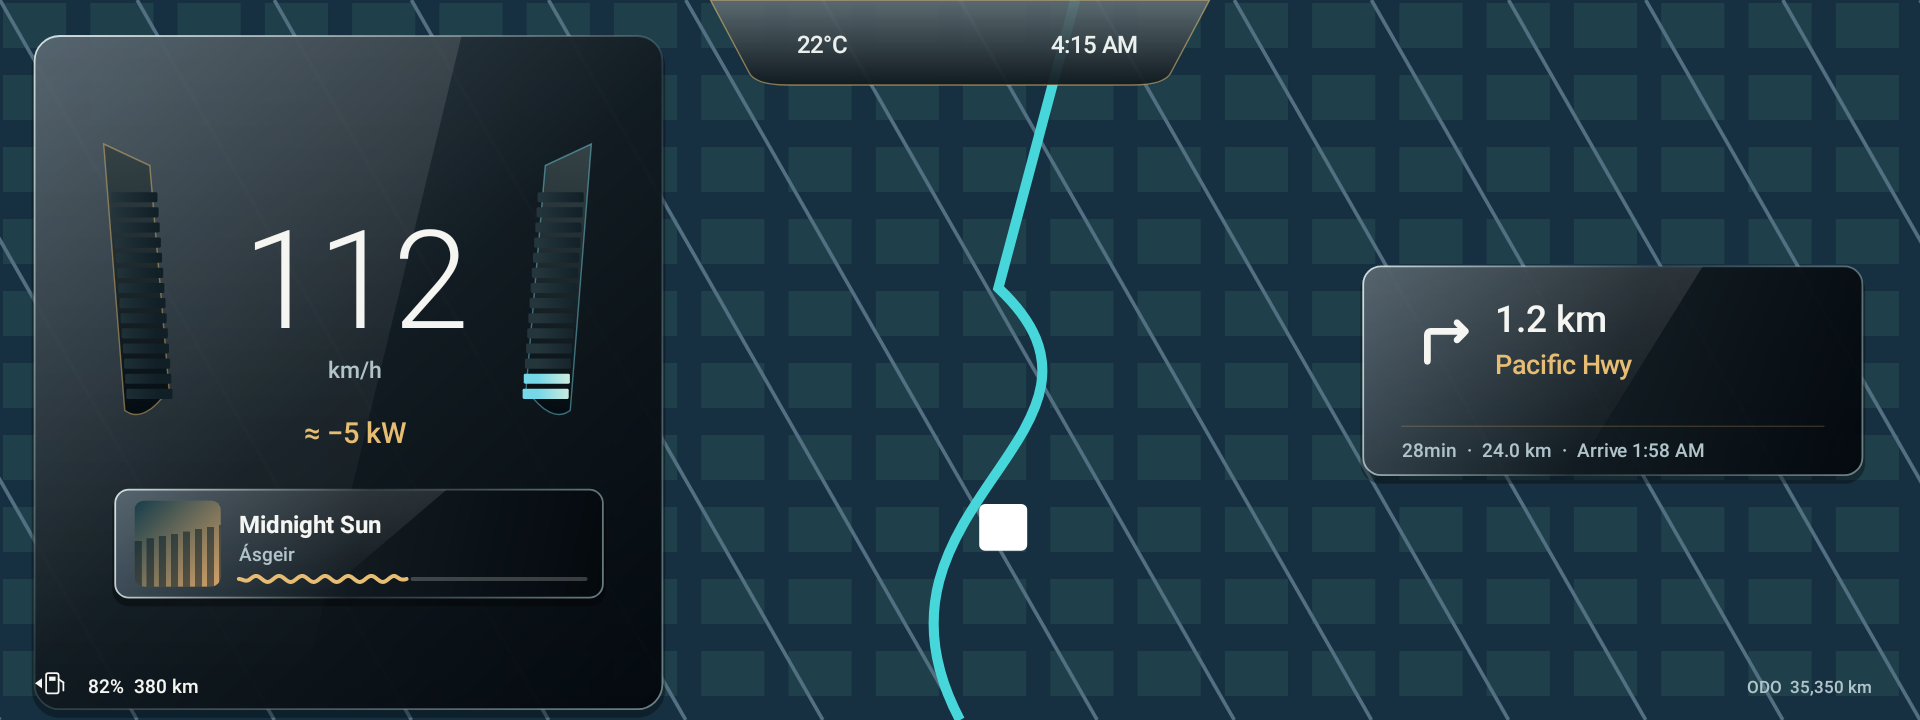 22°C 4:15 AM
112
km/h
≈ −5 kW
Midnight Sun
Ásgeir
82% 380 km
1.2 km
Pacific Hwy
28min · 24.0 km · Arrive 1:58 AM
ODO 35,350 km